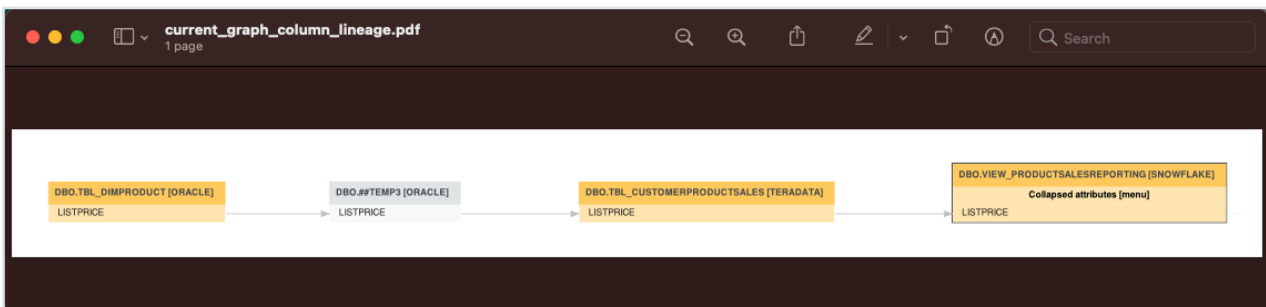 current_graph_column_lineage.pdf
1 page
Search
DBO.TBL_DIMPRODUCT [ORACLE]
LISTPRICE
DBO.##TEMP3 [ORACLE]
LISTPRICE
DBO.TBL_CUSTOMERPRODUCTSALES [TERADATA]
LISTPRICE
DBO.VIEW_PRODUCTSALESREPORTING [SNOWFLAKE]
Collapsed attributes [menu]
LISTPRICE